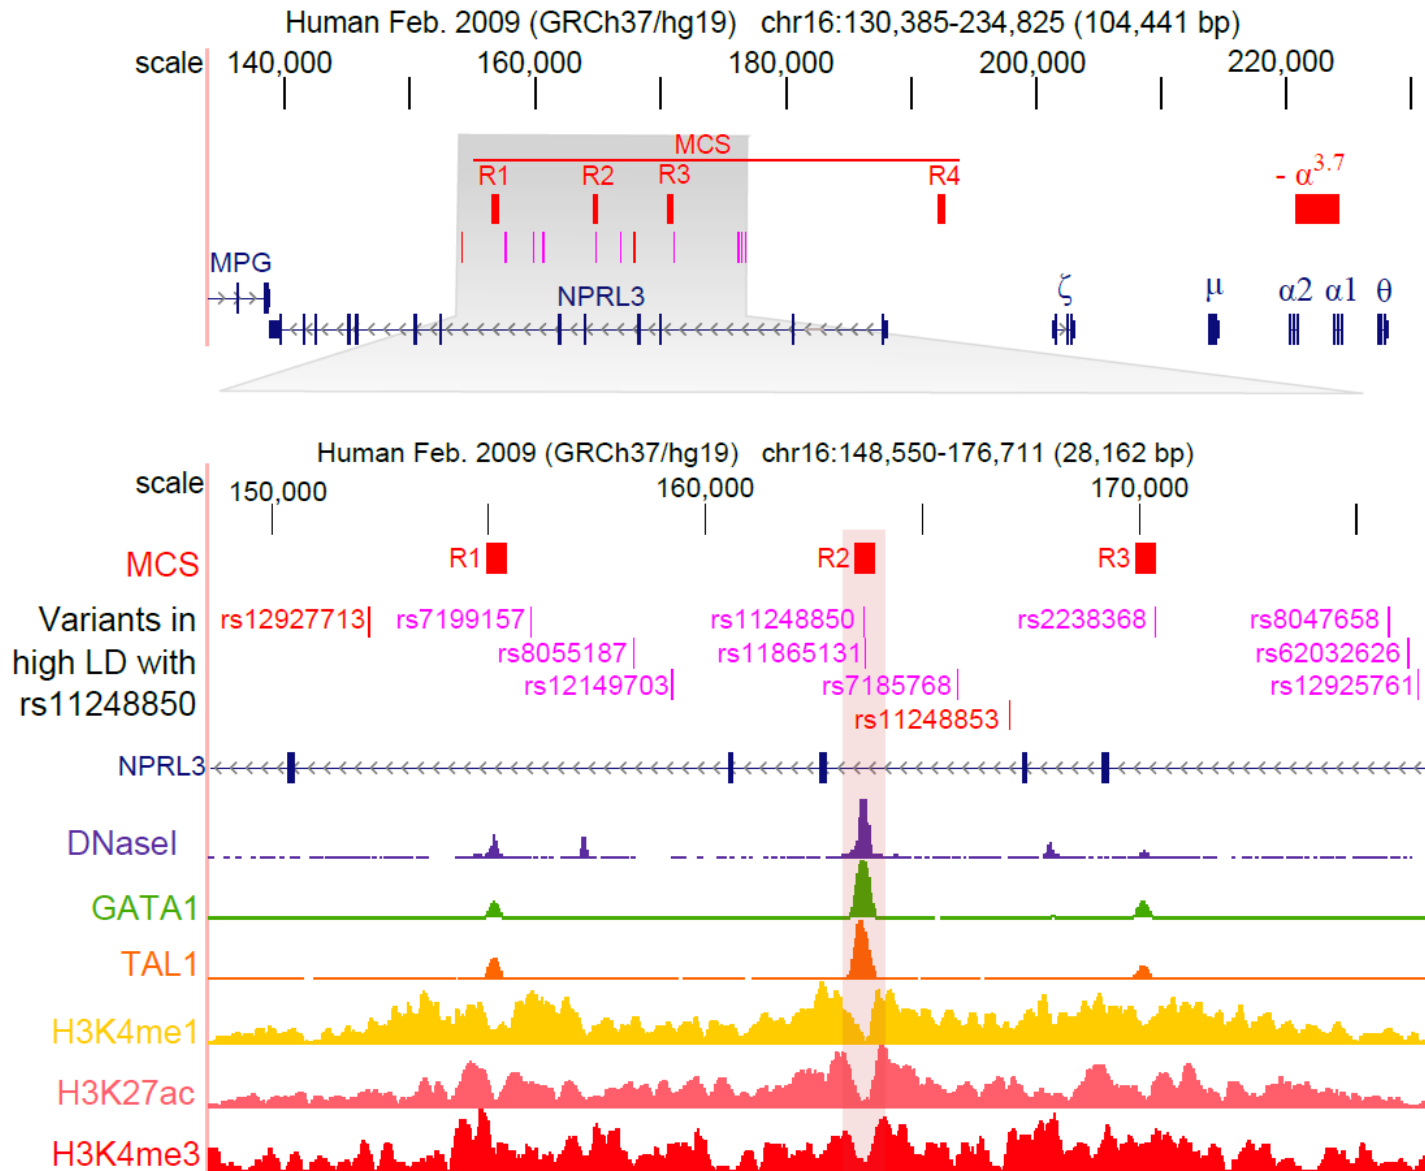 Human Feb. 2009 (GRCh37/hg19) chr16:130,385-234,825 (104,441 bp)
scale 140,000 160,000 180,000 200,000 220,000
MCS
R1 R2 R3 R4 - α3.7
MPG
NPRL3 ζ μ α2 α1 θ
Human Feb. 2009 (GRCh37/hg19) chr16:148,550-176,711 (28,162 bp)
scale 150,000 160,000 170,000
MCS R1 R2 R3
Variants in high LD with rs11248850
rs12927713 rs7199157 rs11248850 rs2238368 rs8047658
rs8055187 rs11865131 rs62032626
rs12149703 rs7185768 rs12925761
rs11248853
NPRL3
DNaseI
GATA1
TAL1
H3K4me1
H3K27ac
H3K4me3